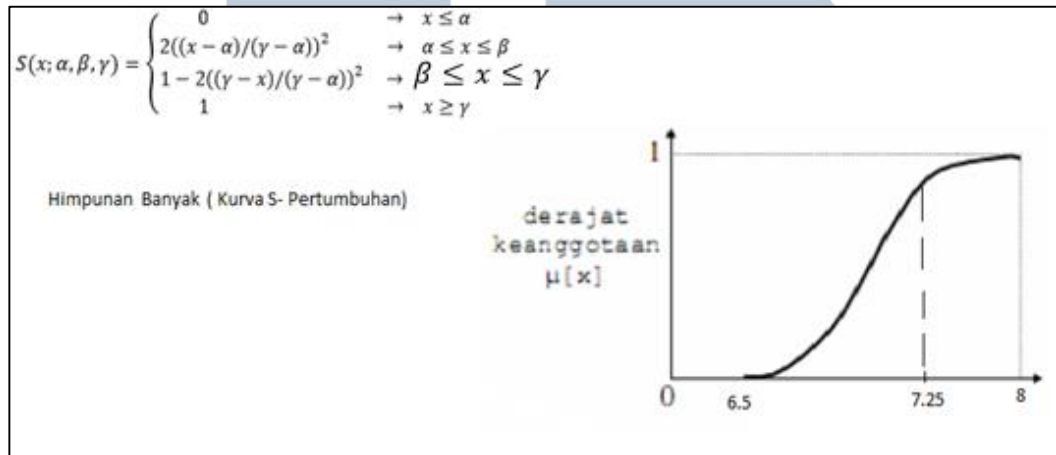 S(x; α, β, γ) = { 0 → x ≤ α
2((x − α)/(γ − α))² → α ≤ x ≤ β
1 − 2((γ − x)/(γ − α))² → β ≤ x ≤ γ
1 → x ≥ γ
Himpunan Banyak ( Kurva S- Pertumbuhan)
1
derajat
keanggotaan
μ[x]
0 6.5 7.25 8